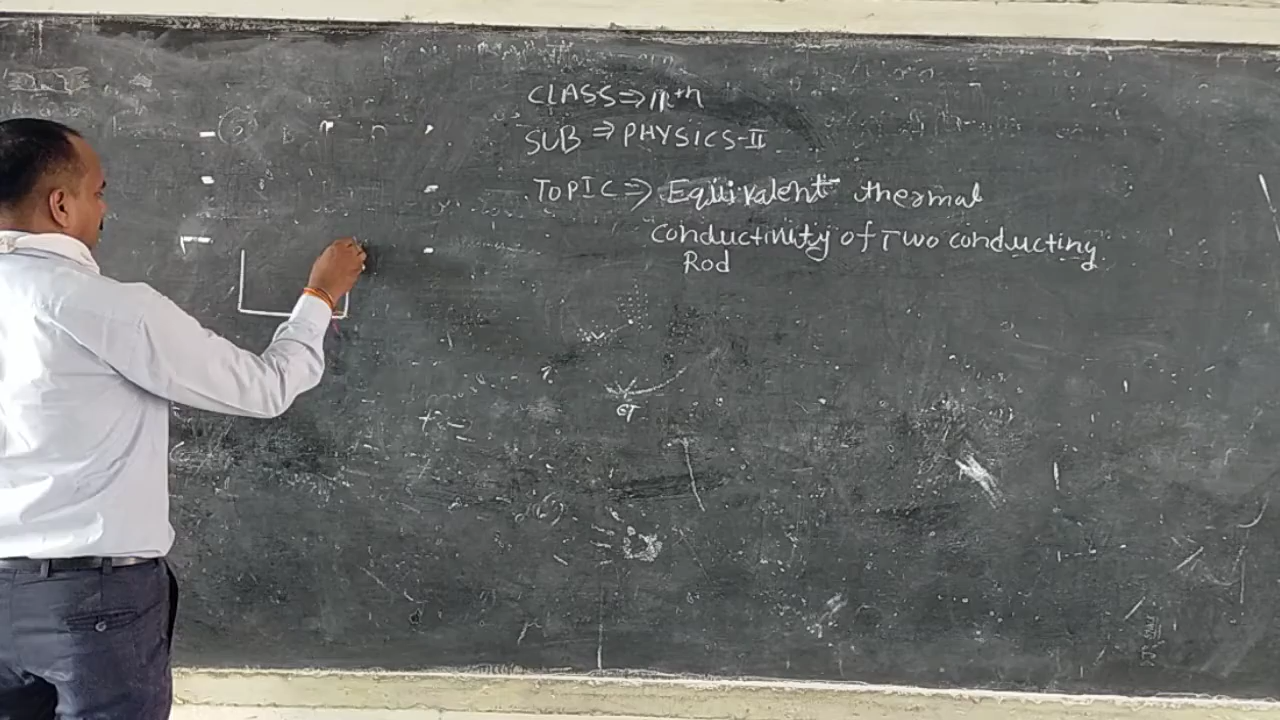 CLASS⇒ 11th
SUB ⇒ PHYSICS-II
TOPIC⇒ Equivalent thermal
conductivity of Two conducting
Rod